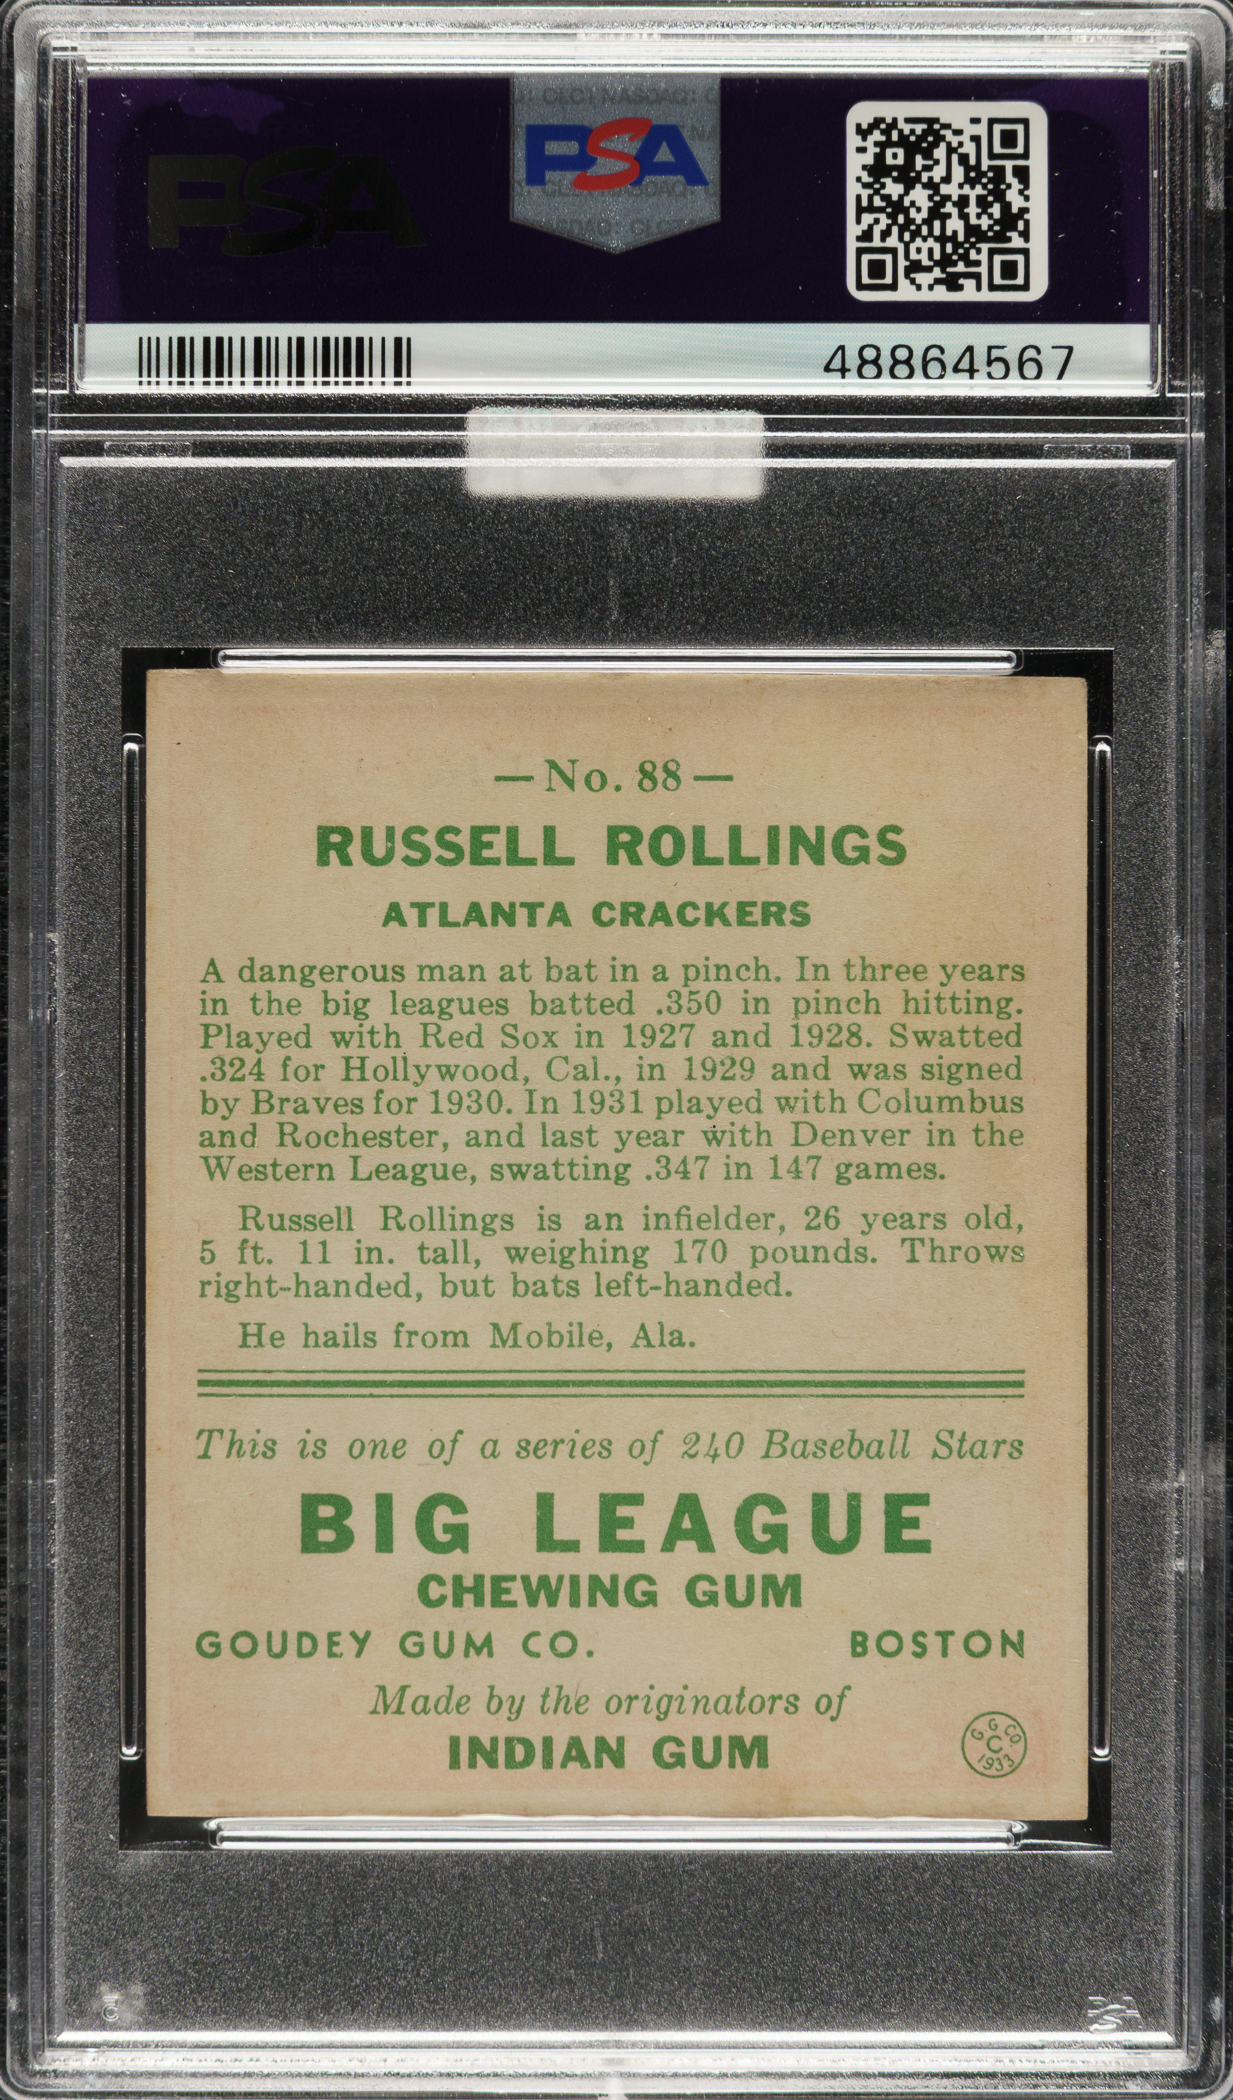 PSA
PSA
48864567
—No. 88—
RUSSELL ROLLINGS
ATLANTA CRACKERS
A dangerous man at bat in a pinch. In three years
in the big leagues batted .350 in pinch hitting.
Played with Red Sox in 1927 and 1928. Swatted
.324 for Hollywood, Cal., in 1929 and was signed
by Braves for 1930. In 1931 played with Columbus
and Rochester, and last year with Denver in the
Western League, swatting .347 in 147 games.
Russell Rollings is an infielder, 26 years old,
5 ft. 11 in. tall, weighing 170 pounds. Throws
right-handed, but bats left-handed.
He hails from Mobile, Ala.
This is one of a series of 240 Baseball Stars
BIG LEAGUE
CHEWING GUM
GOUDEY GUM CO. BOSTON
Made by the originators of
INDIAN GUM
G. G. CO.
C
1933
PSA